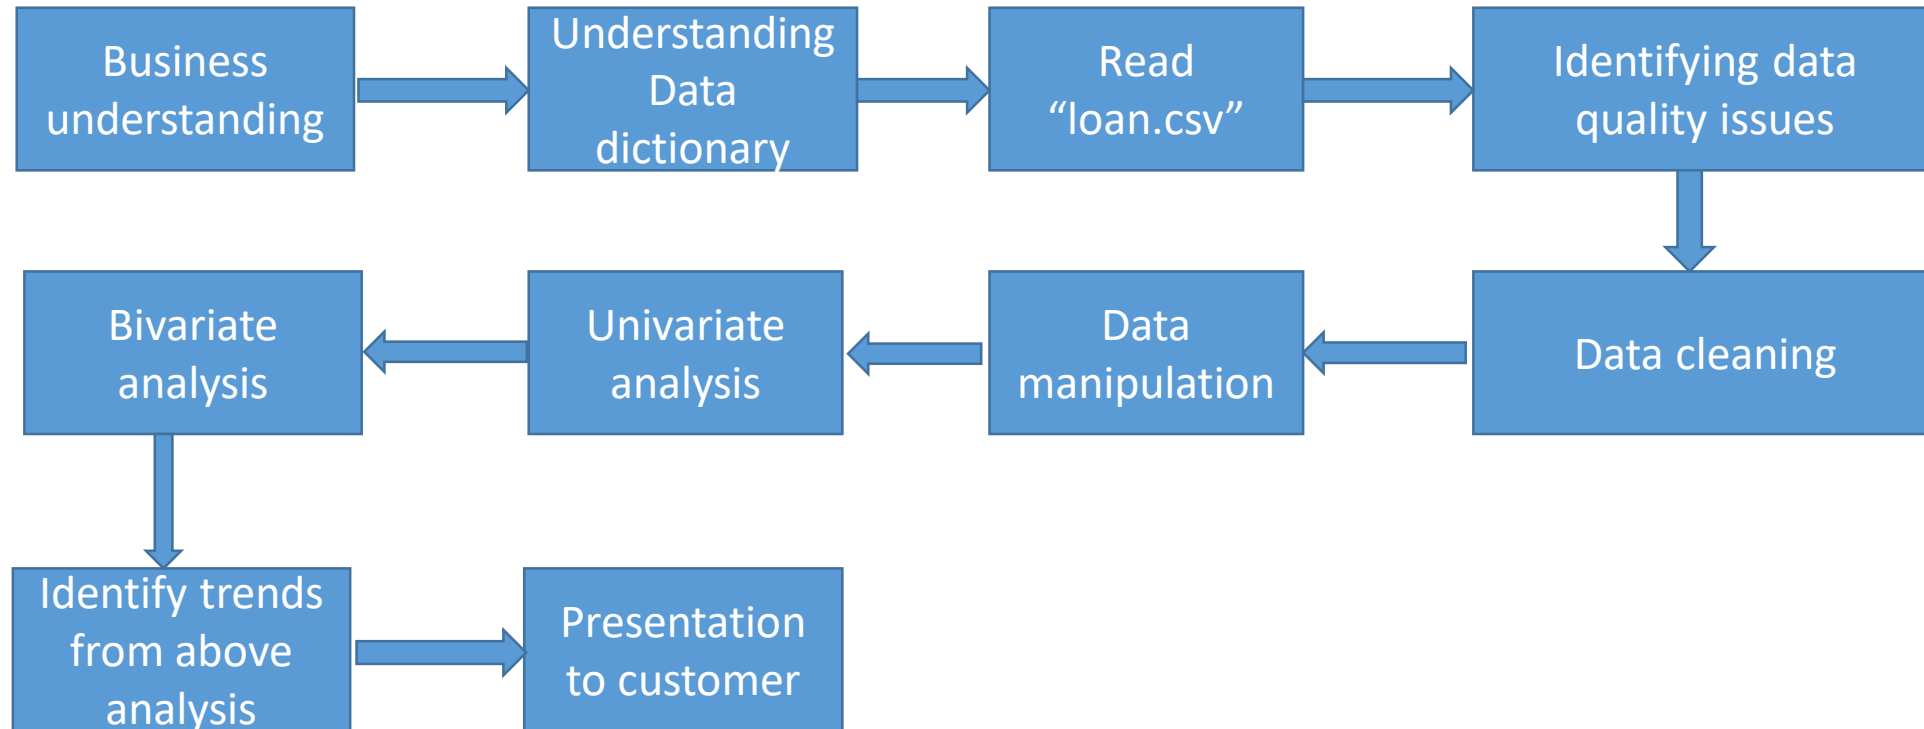 Business
understanding
Understanding
Data
dictionary
Read
“loan.csv”
Identifying data
quality issues
Bivariate
analysis
Univariate
analysis
Data
manipulation
Data cleaning
Identify trends
from above
analysis
Presentation
to customer